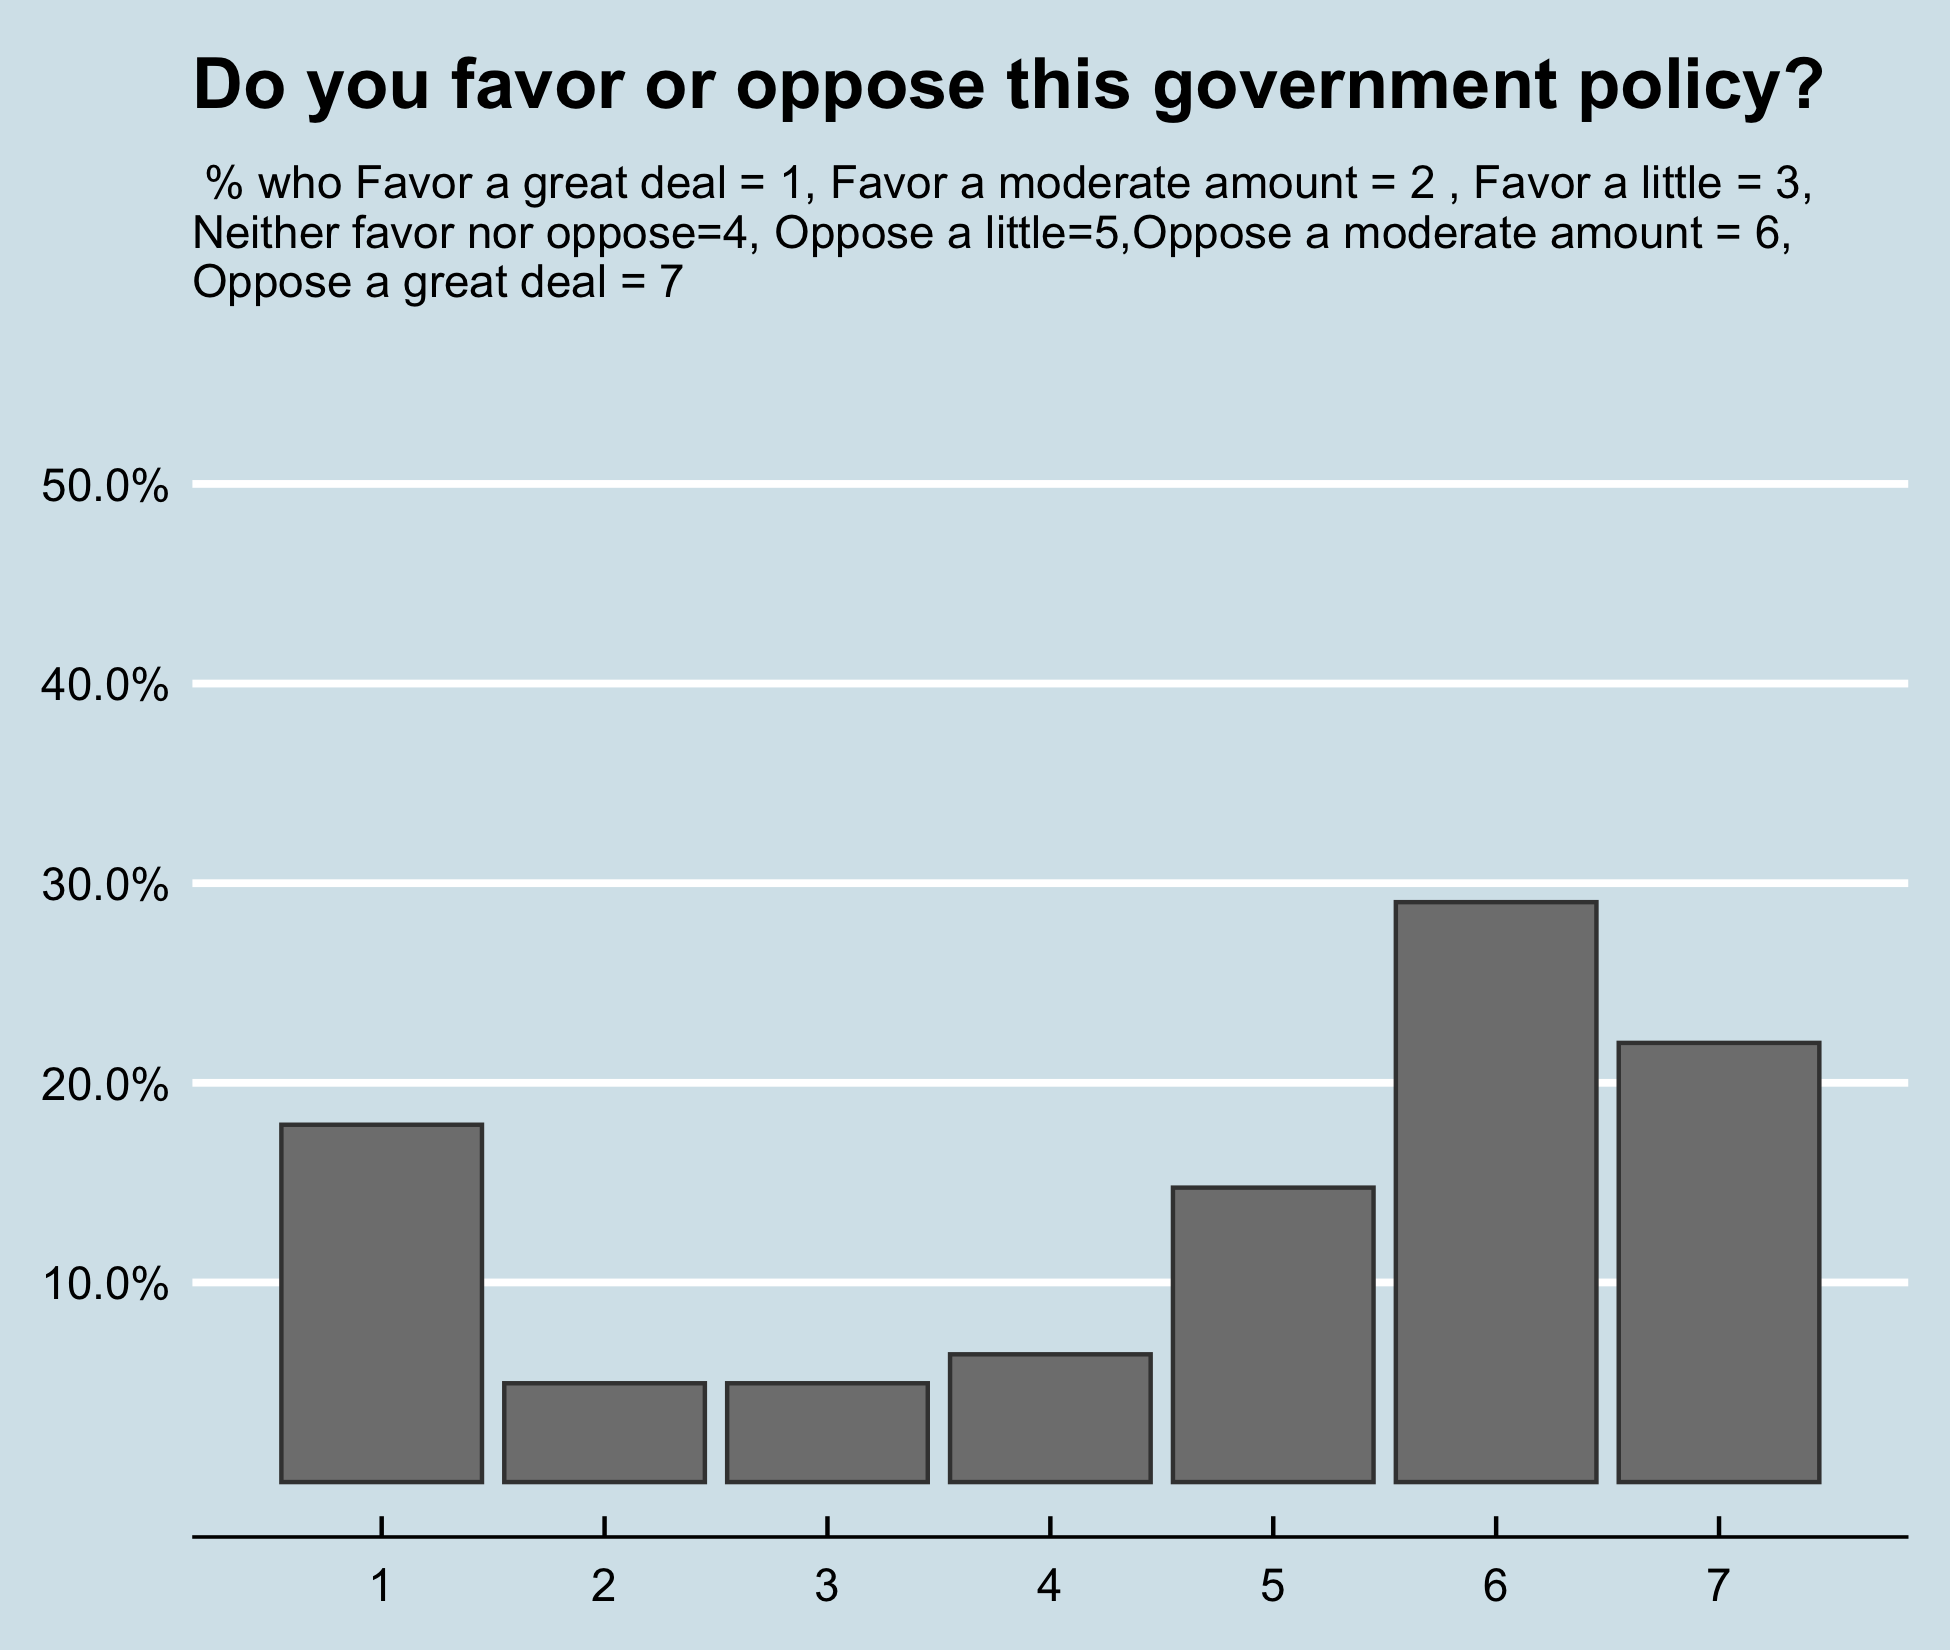 Do you favor or oppose this government policy?
% who Favor a great deal = 1, Favor a moderate amount = 2 , Favor a little = 3,
Neither favor nor oppose=4, Oppose a little=5,Oppose a moderate amount = 6,
Oppose a great deal = 7
50.0%
40.0%
30.0%
20.0%
10.0%
1 2 3 4 5 6 7